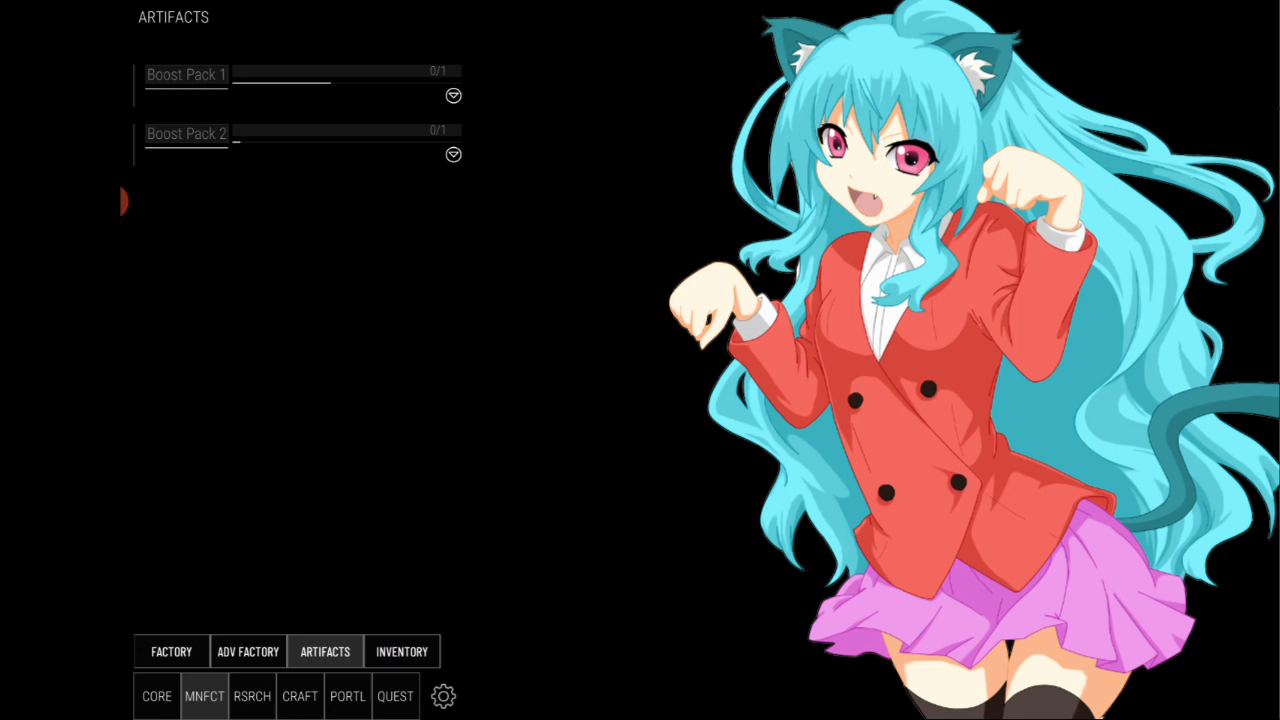 ARTIFACTS
Boost Pack 1 0/1
Boost Pack 2 0/1
FACTORY ADV FACTORY ARTIFACTS INVENTORY
CORE MNFCT RSRCH CRAFT PORTL QUEST